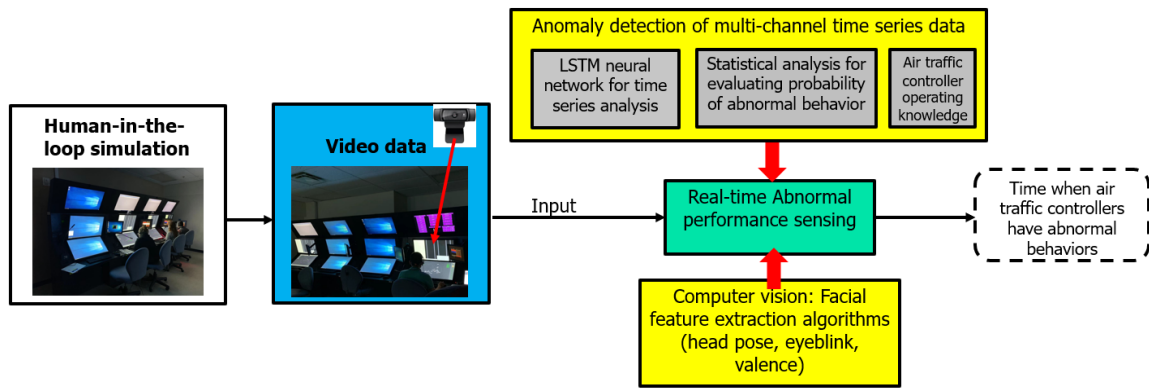 Anomaly detection of multi-channel time series data
LSTM neural
network for time
series analysis
Statistical analysis for
evaluating probability
of abnormal behavior
Air traffic
controller
operating
knowledge
Human-in-the-
loop simulation
Video data
Input
Real-time Abnormal
performance sensing
Time when air
traffic controllers
have abnormal
behaviors
Computer vision: Facial
feature extraction algorithms
(head pose, eyeblink,
valence)